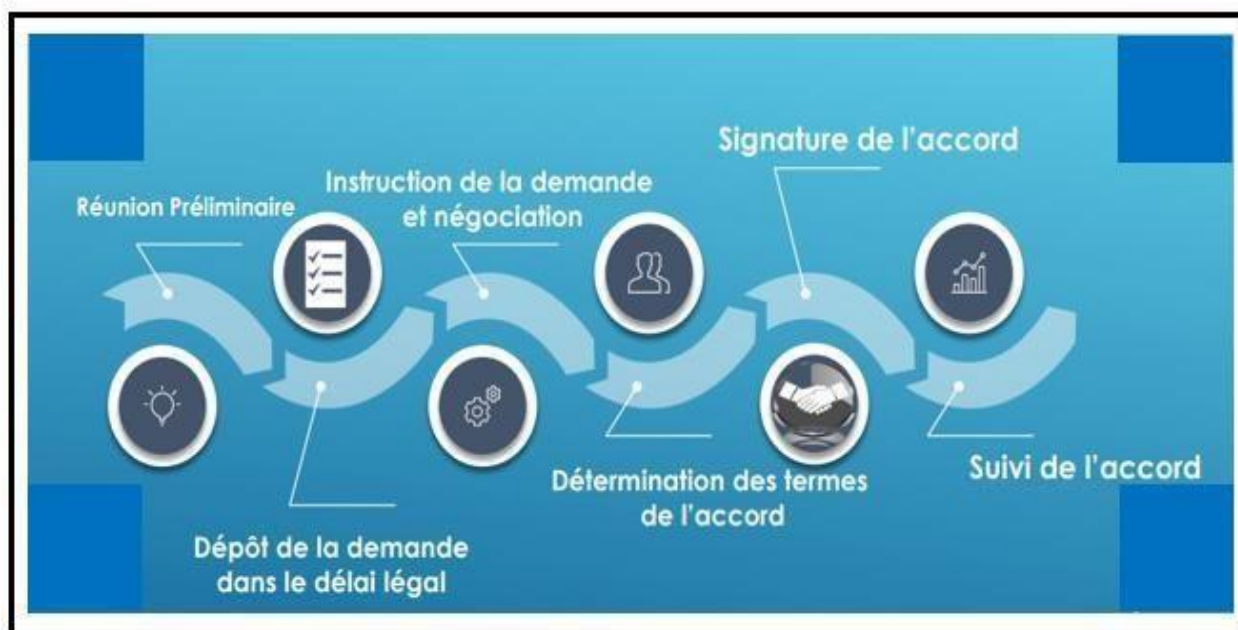 Réunion Préliminaire
Dépôt de la demande
dans le délai légal
Instruction de la demande
et négociation
Détermination des termes
de l'accord
Signature de l'accord
Suivi de l'accord